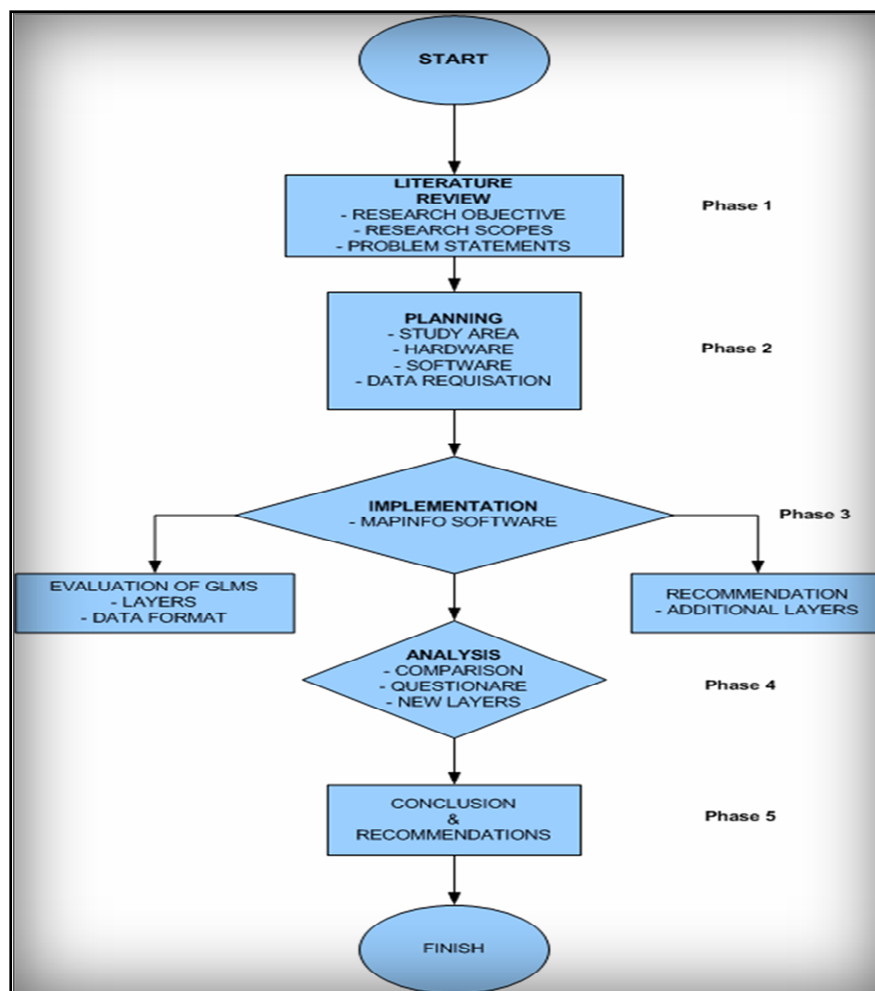 START
LITERATURE
REVIEW
- RESEARCH OBJECTIVE
- RESEARCH SCOPES
- PROBLEM STATEMENTS
Phase 1
PLANNING
- STUDY AREA
- HARDWARE
- SOFTWARE
- DATA REQUISATION
Phase 2
IMPLEMENTATION
- MAPINFO SOFTWARE
Phase 3
EVALUATION OF GLMS
- LAYERS
- DATA FORMAT
RECOMMENDATION
- ADDITIONAL LAYERS
ANALYSIS
- COMPARISON
- QUESTIONARE
- NEW LAYERS
Phase 4
CONCLUSION
&
RECOMMENDATIONS
Phase 5
FINISH